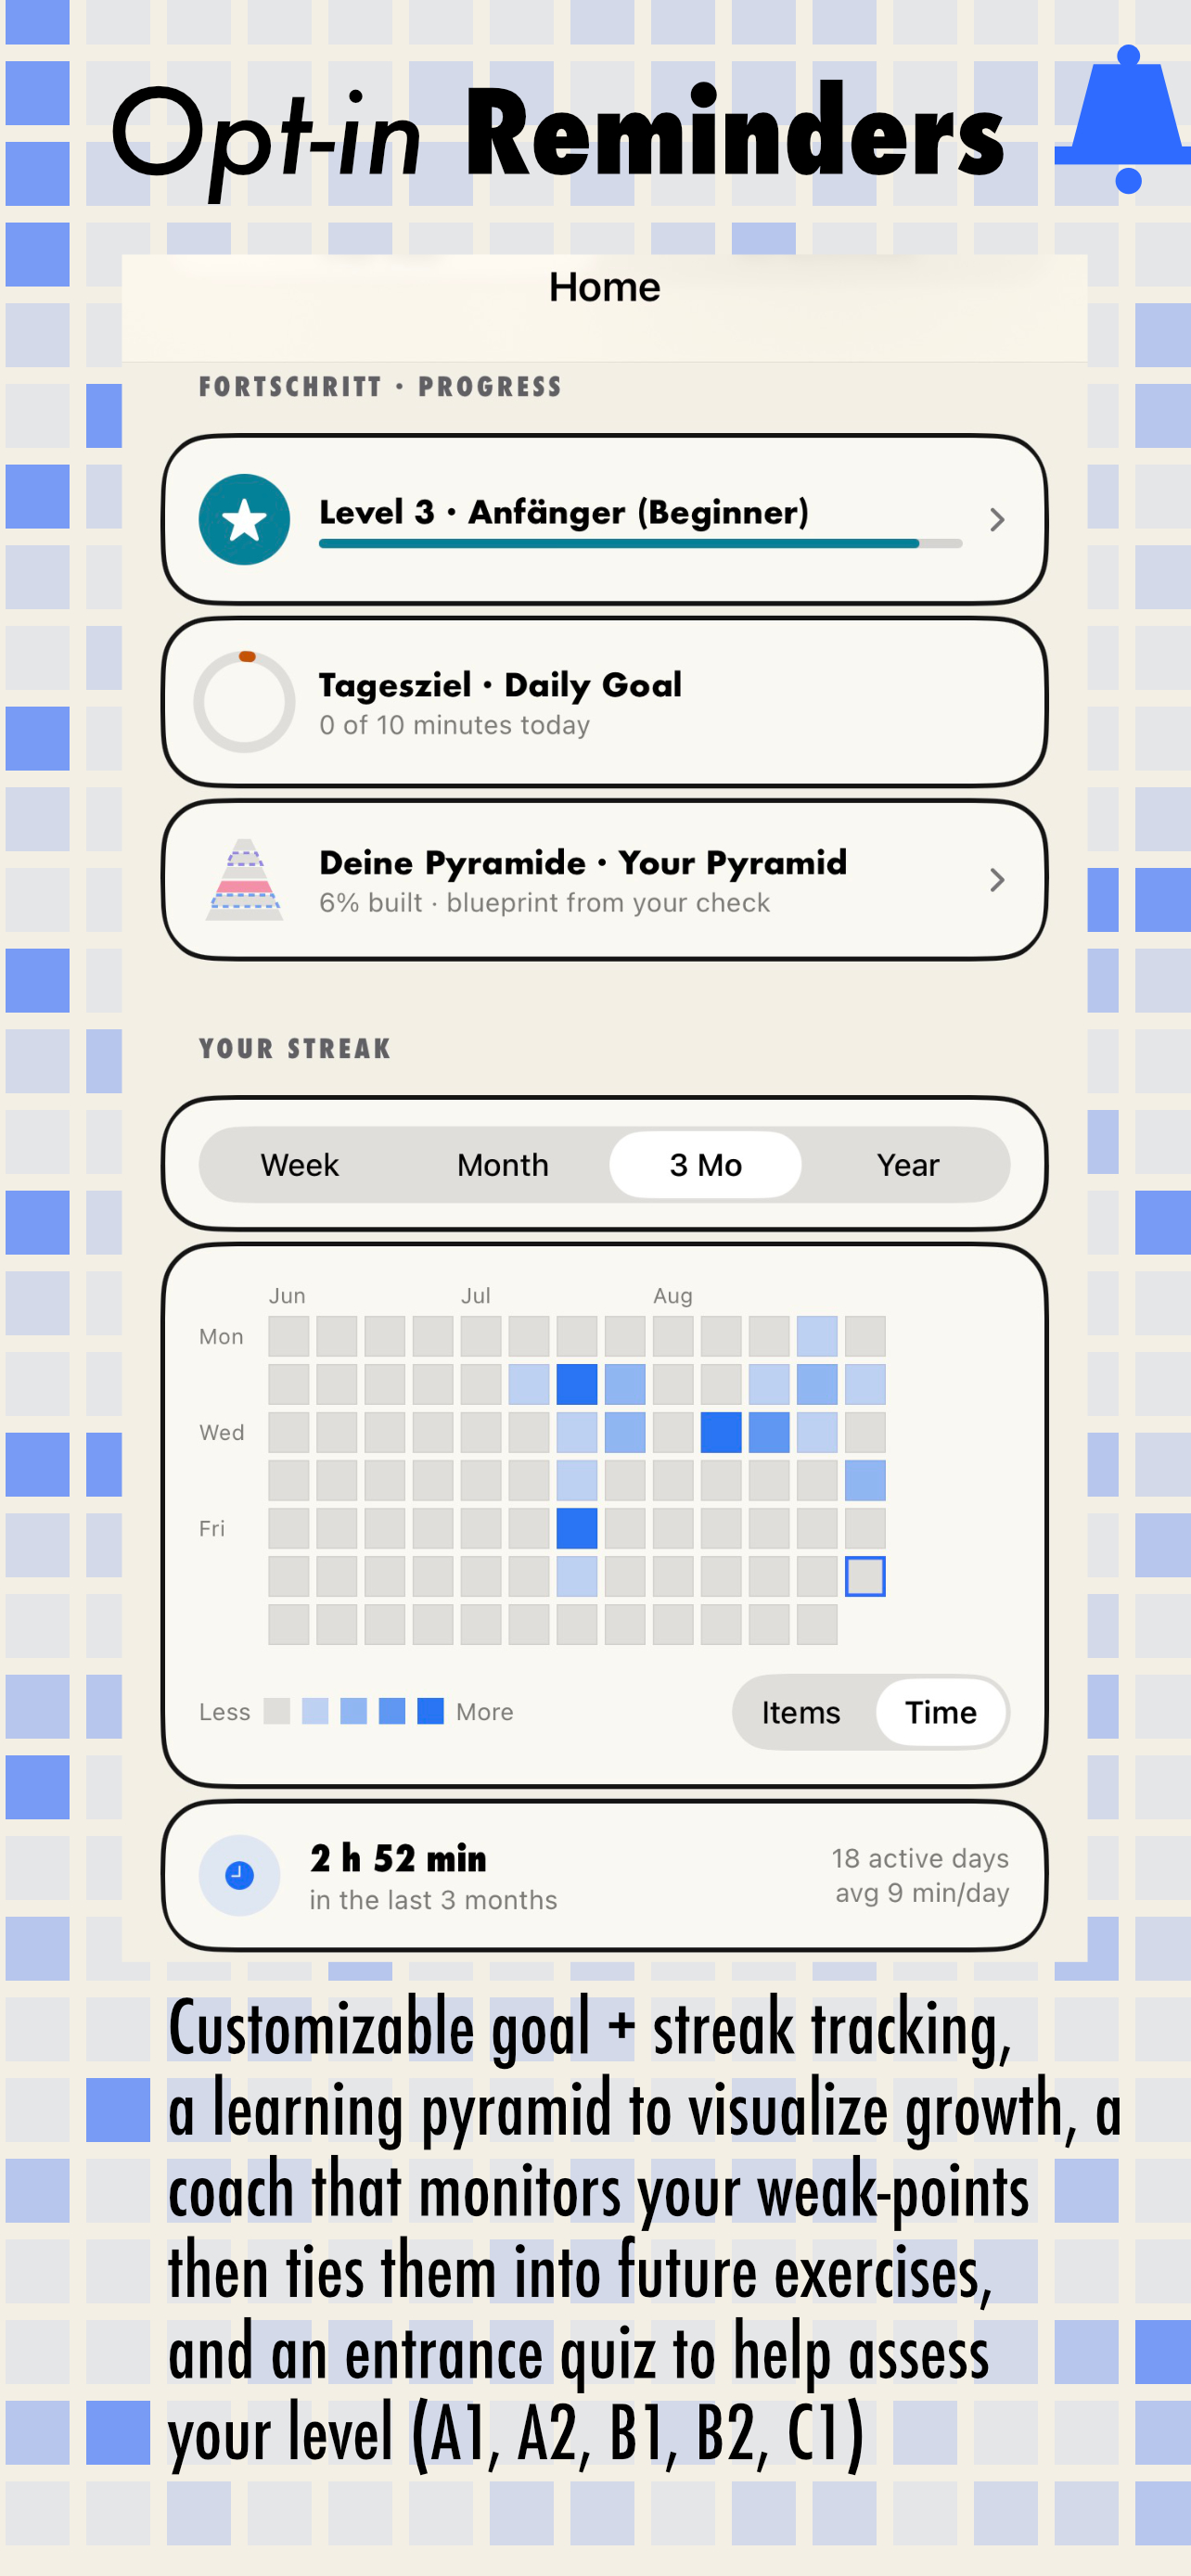 Opt-in Reminders
Home
FORTSCHRITT · PROGRESS
Level 3 · Anfänger (Beginner)
Tagesziel · Daily Goal
0 of 10 minutes today
Deine Pyramide · Your Pyramid
6% built · blueprint from your check
YOUR STREAK
Week Month 3 Mo Year
Jun Jul Aug
Mon
Wed
Fri
Less More
Items Time
2 h 52 min
in the last 3 months
18 active days
avg 9 min/day
Customizable goal + streak tracking,
a learning pyramid to visualize growth, a
coach that monitors your weak-points
then ties them into future exercises,
and an entrance quiz to help assess
your level (A1, A2, B1, B2, C1)